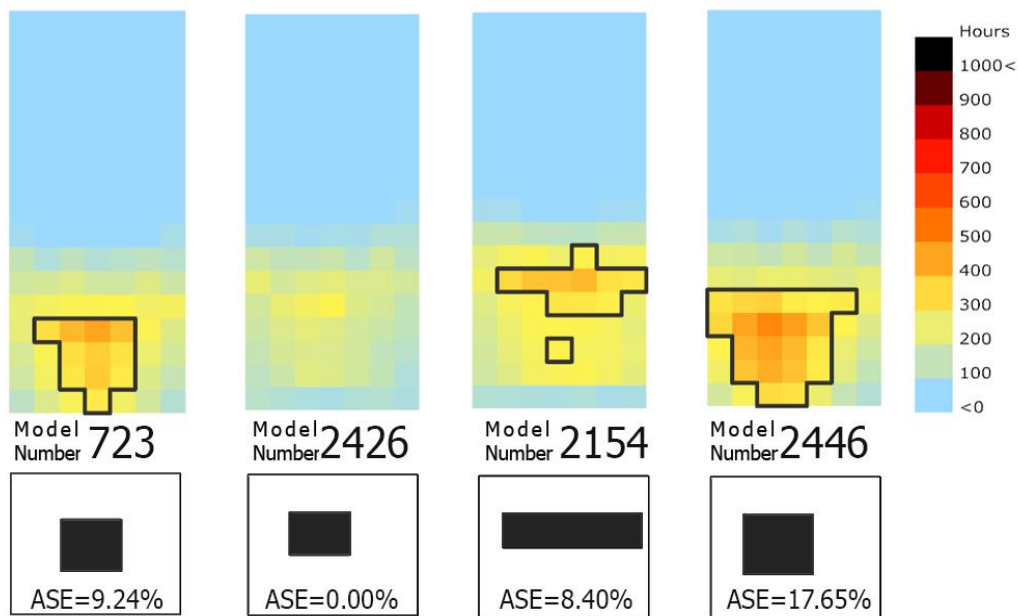 Hours
1000<
900
800
700
600
500
400
300
200
100
<0
Model Number 723
Model Number 2426
Model Number 2154
Model Number 2446
ASE=9.24%
ASE=0.00%
ASE=8.40%
ASE=17.65%